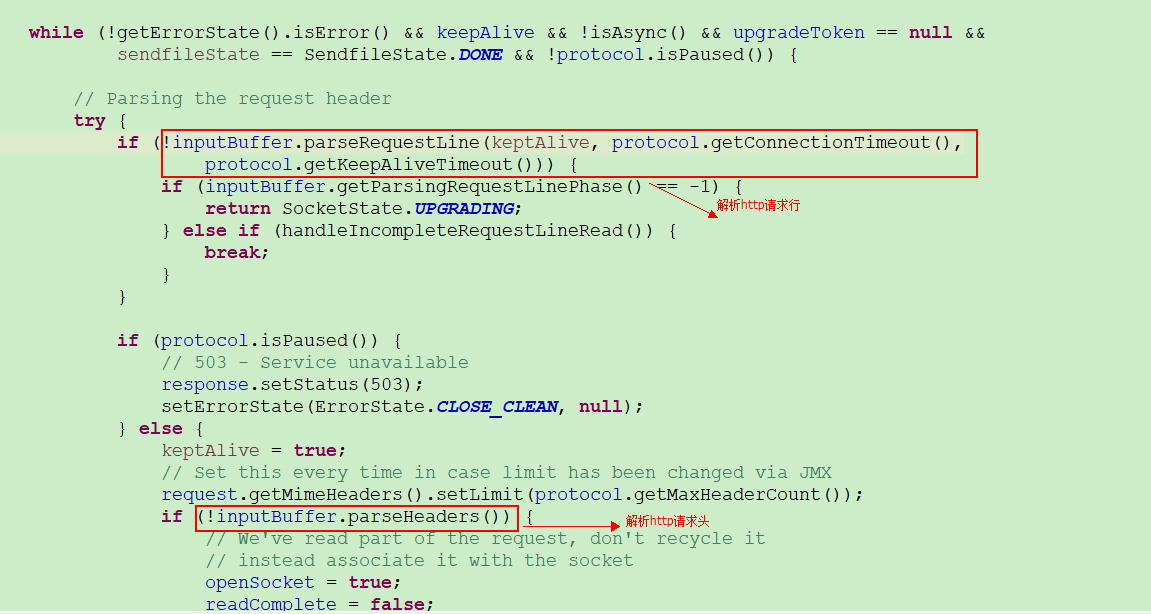 while (!getErrorState().isError() && keepAlive && !isAsync() && upgradeToken == null &&
sendfileState == SendfileState.DONE && !protocol.isPaused()) {
// Parsing the request header
try {
if (!inputBuffer.parseRequestLine(keptAlive, protocol.getConnectionTimeout(),
protocol.getKeepAliveTimeout())) {
if (inputBuffer.getParsingRequestLinePhase() == -1) {
return SocketState.UPGRADING;
解析http请求行
} else if (handleIncompleteRequestLineRead()) {
break;
}
}
if (protocol.isPaused()) {
// 503 - Service unavailable
response.setStatus(503);
setErrorState(ErrorState.CLOSE_CLEAN, null);
} else {
keptAlive = true;
// Set this every time in case limit has been changed via JMX
request.getMimeHeaders().setLimit(protocol.getMaxHeaderCount());
if (!inputBuffer.parseHeaders()) {
解析http请求头
// We've read part of the request, don't recycle it
// instead associate it with the socket
openSocket = true;
readComplete = false;